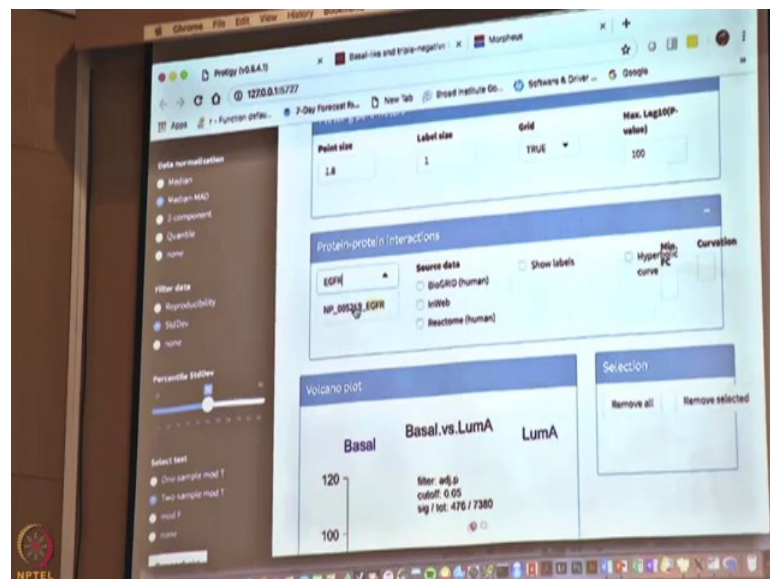 Chrome File Edit View History
Protigy (v0.8.4.1)
Basal-like and triple-negativ
Morpheus
127.0.0.1:5727
Apps
7-Day Forecast fo...
New Tab
Broad Institute Go...
Software & Driver ...
Google
Point size
Label size
Grid
Max. Log10(P-value)
1.8
1
TRUE
100
Data normalization
Median
Median-MAD
2-component
Quantile
none
Filter data
Reproducibility
StdDev
none
Percentile StdDev
Select test
One-sample mod T
Two-sample mod T
mod F
none
Protein-protein interactions
EGFR
EGFR
Source data
BioGRID (human)
InWeb
Reactome (human)
Show labels
Hyperbolic curve
Min. FC
Curvation
Volcano plot
Basal
Basal.vs.LumA
LumA
filter: adj.p
cutoff: 0.05
sig / tot: 476 / 7380
120
100
Selection
Remove all
Remove selected
NPTEL